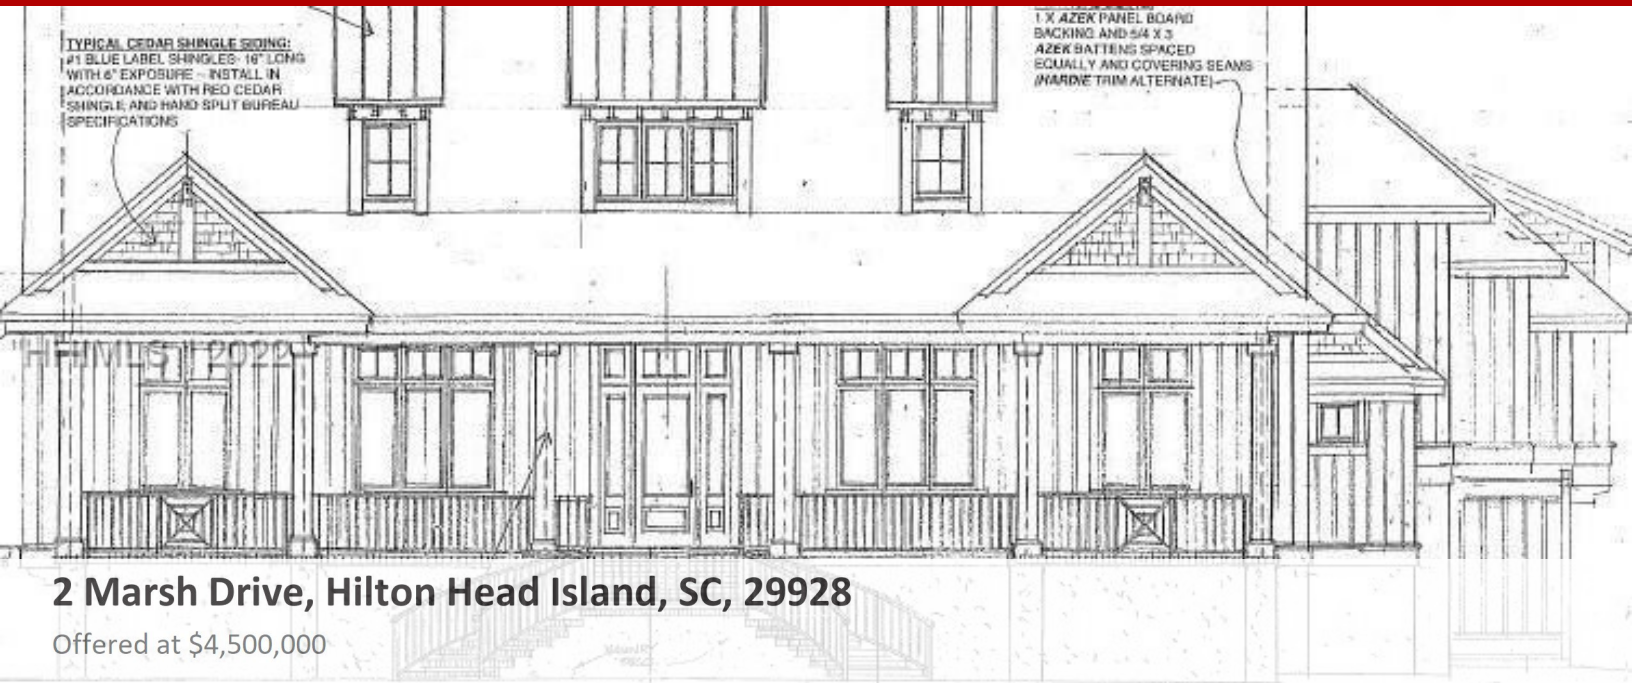 TYPICAL CEDAR SHINGLE SIDING:
#1 BLUE LABEL SHINGLES- 16" LONG
WITH 6" EXPOSURE – INSTALL IN
ACCORDANCE WITH RED CEDAR
SHINGLE AND HAND SPLIT BUREAU
SPECIFICATIONS
1 X AZEK PANEL BOARD
BACKING AND 5/4 X 3
AZEK BATTENS SPACED
EQUALLY AND COVERING SEAMS
(HARDIE TRIM ALTERNATE)
2022
2 Marsh Drive, Hilton Head Island, SC, 29928
Offered at $4,500,000